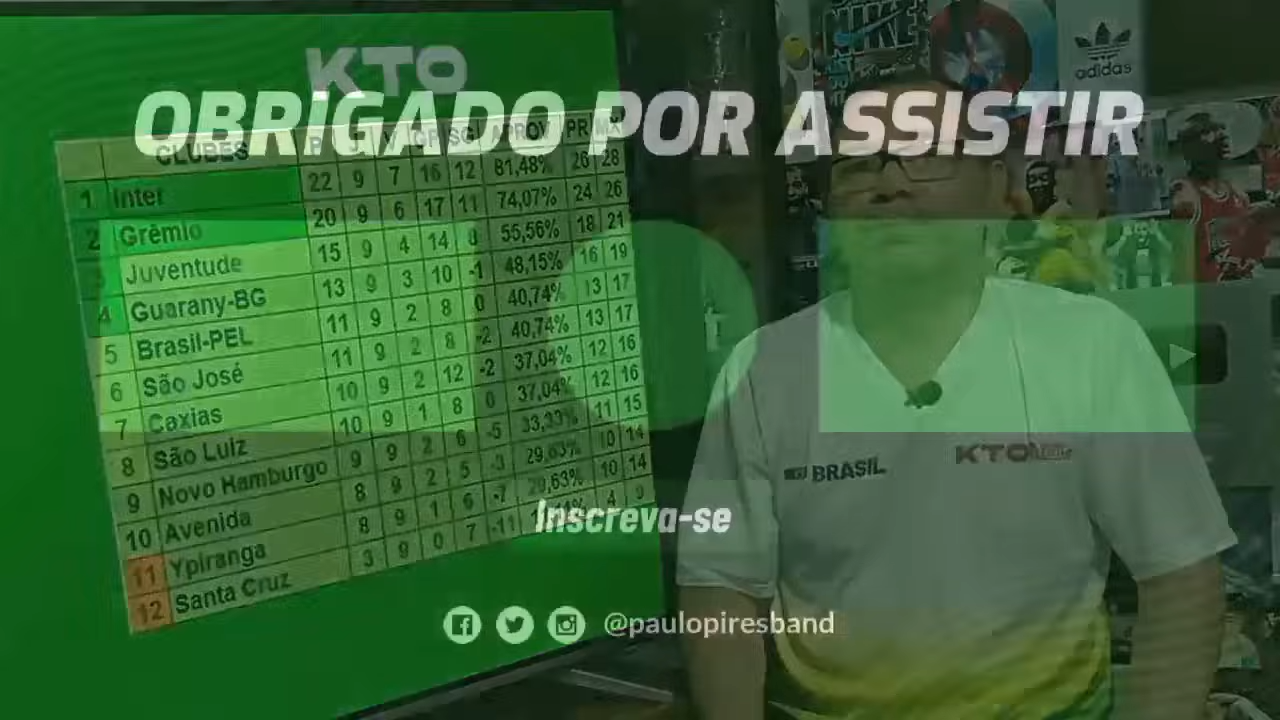 KTO
OBRIGADO POR ASSISTIR
CLUBES P J V SG APROV PR
1 Inter 22 9 7 16 12 81,48% 26 28
2 Grêmio 20 9 6 17 11 74,07% 24 26
3 Juventude 15 9 4 14 0 55,56% 18 21
4 Guarany-BG 13 9 3 10 -1 48,15% 16 19
5 Brasil-PEL 11 9 2 8 0 40,74% 13 17
6 São José 11 9 2 8 -2 40,74% 13 17
7 Caxias 10 9 2 12 -2 37,04% 12 16
8 São Luiz 10 9 1 8 0 37,04% 12 16
9 Novo Hamburgo 9 9 2 6 -5 33,33% 11 15
10 Avenida 8 9 2 5 -3 29,63% 10 14
11 Ypiranga 8 9 1 6 -7 29,63% 10 14
12 Santa Cruz 3 9 0 7 -11 4 9
NIKE
adidas
BRASIL
KTO
Inscreva-se
@paulopiresband